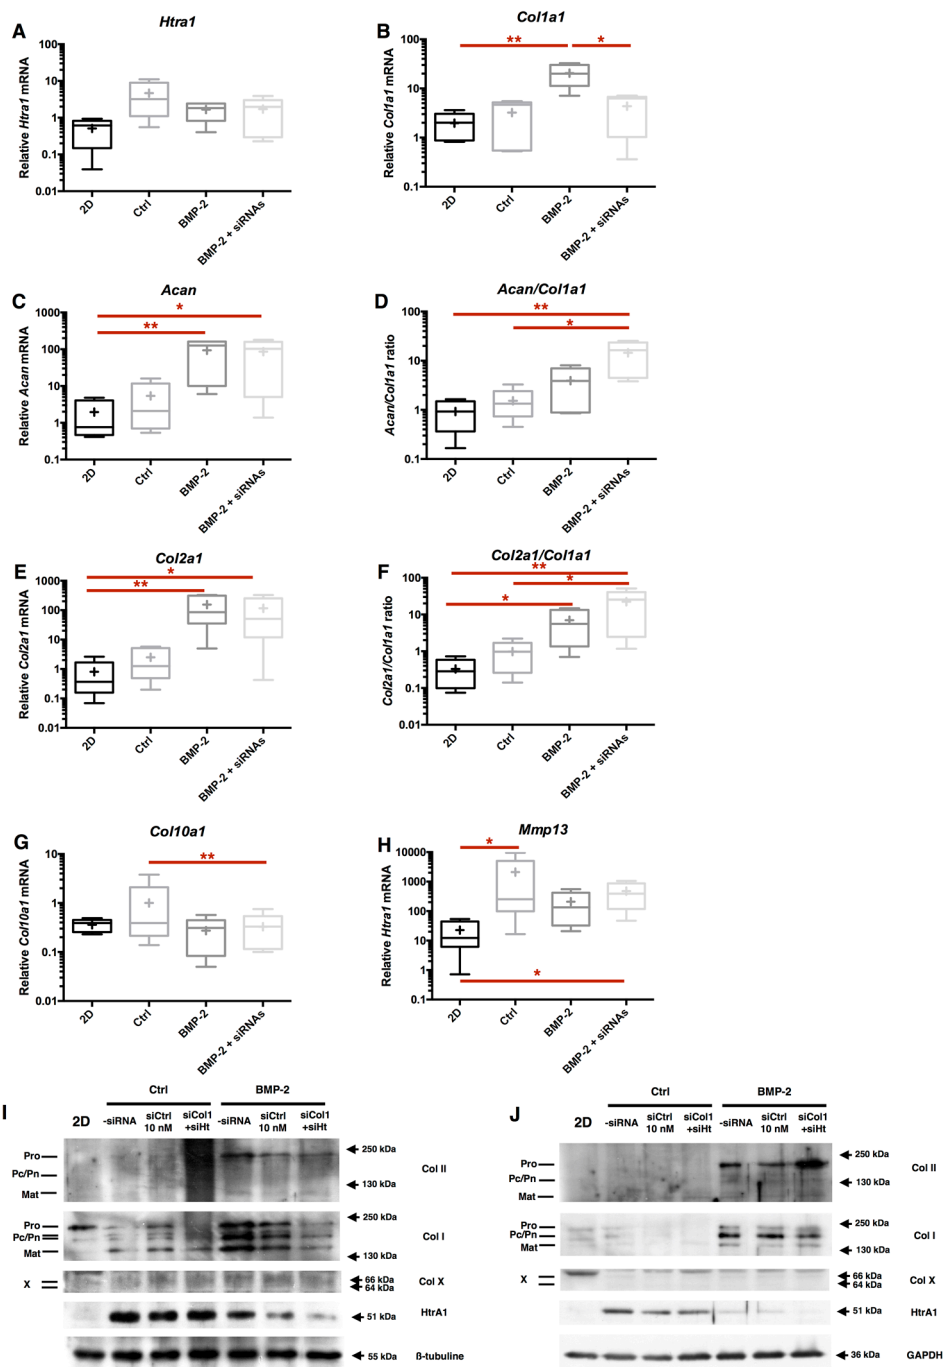 A
Htra1
Relative Htra1 mRNA
100
10
1
0.1
0.01
+
2D
Ctrl
BMP-2
BMP-2 + siRNAs
B
Col1a1
**
*
Relative Col1a1 mRNA
100
10
1
0.1
2D
Ctrl
BMP-2
BMP-2 + siRNAs
C
Acan
*
**
Relative Acan mRNA
1000
100
10
1
0.1
2D
Ctrl
BMP-2
BMP-2 + siRNAs
D
Acan/Col1a1
**
*
Acan/Col1a1 ratio
100
10
1
0.1
2D
Ctrl
BMP-2
BMP-2 + siRNAs
E
Col2a1
*
**
Relative Col2a1 mRNA
1000
100
10
1
0.1
0.01
2D
Ctrl
BMP-2
BMP-2 + siRNAs
F
Col2a1/Col1a1
**
*
*
Col2a1/Col1a1 ratio
100
10
1
0.1
0.01
2D
Ctrl
BMP-2
BMP-2 + siRNAs
G
Col10a1
**
Relative Col10a1 mRNA
10
1
0.1
0.01
2D
Ctrl
BMP-2
BMP-2 + siRNAs
H
Mmp13
*
*
Relative Htra1 mRNA
10000
1000
100
10
1
0.1
2D
Ctrl
BMP-2
BMP-2 + siRNAs
I
Ctrl
BMP-2
2D
-siRNA
siCtrl 10 nM
siCol1 +siHt
-siRNA
siCtrl 10 nM
siCol1 +siHt
Pro
Pc/Pn
Mat
250 kDa
130 kDa
Col II
Pro
Pc/Pn
Mat
250 kDa
130 kDa
Col I
X
66 kDa
64 kDa
Col X
51 kDa
HtrA1
55 kDa
ß-tubuline
J
Ctrl
BMP-2
2D
-siRNA
siCtrl 10 nM
siCol1 +siHt
-siRNA
siCtrl 10 nM
siCol1 +siHt
Pro
Pc/Pn
Mat
250 kDa
130 kDa
Col II
Pro
Pc/Pn
Mat
250 kDa
130 kDa
Col I
X
66 kDa
64 kDa
Col X
51 kDa
HtrA1
36 kDa
GAPDH